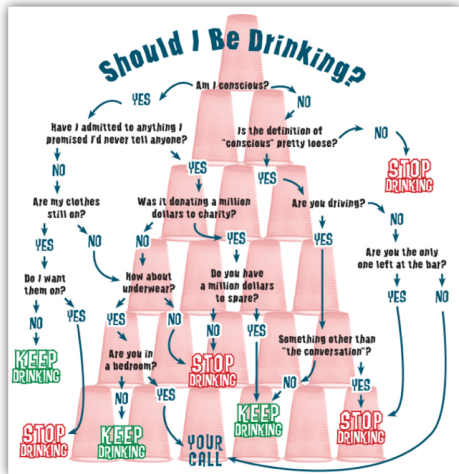 Should I Be Drinking?
Am I conscious?
YES
NO
Have I admitted to anything I
promised I'd never tell anyone?
Is the definition of
"conscious" pretty loose?
NO
STOP
DRINKING
NO
YES
YES
Are my clothes
still on?
Was it donating a million
dollars to charity?
Are you driving?
NO
YES
NO
NO
YES
YES
Are you the only
one left at the bar?
Do I want
them on?
How about
underwear?
Do you have
a million dollars
to spare?
YES
NO
YES
NO
YES
NO
NO
YES
Something other than
"the conversation"?
KEEP
DRINKING
Are you in
a bedroom?
STOP
DRINKING
NO
YES
NO
YES
KEEP
DRINKING
STOP
DRINKING
STOP
DRINKING
KEEP
DRINKING
YOUR
CALL